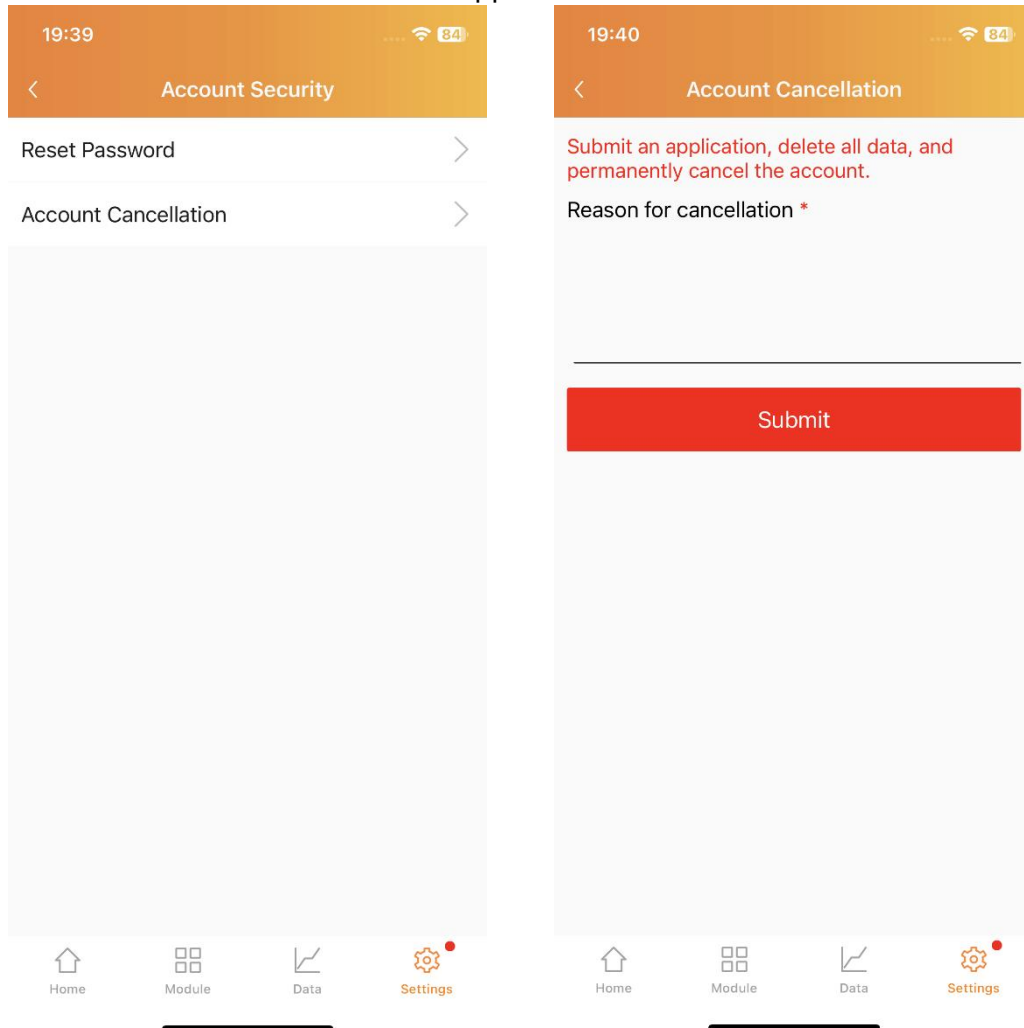 pp
19:39
84
Account Security
Reset Password
Account Cancellation
Home
Module
Data
Settings
19:40
84
Account Cancellation
Submit an application, delete all data, and
permanently cancel the account.
Reason for cancellation *
Submit
Home
Module
Data
Settings